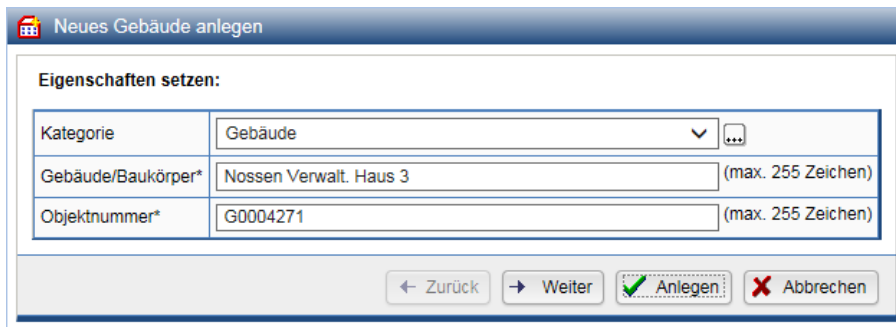 Neues Gebäude anlegen
Eigenschaften setzen:
Kategorie Gebäude ...
Gebäude/Baukörper* Nossen Verwalt. Haus 3 (max. 255 Zeichen)
Objektnummer* G0004271 (max. 255 Zeichen)
Zurück Weiter Anlegen Abbrechen